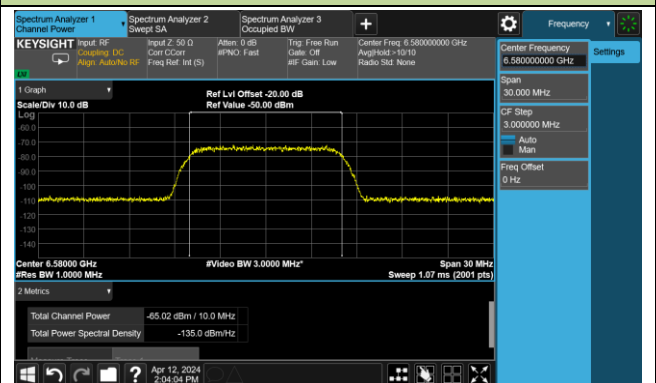 Spectrum Analyzer 1
Channel Power
Spectrum Analyzer 2
Swept SA
Spectrum Analyzer 3
Occupied BW
+
Frequency
KEYSIGHT
Input: RF
Coupling: DC
Align: Auto/No RF
Input Z: 50 Ω
Corr CCorr
Freq Ref: Int (S)
Atten: 0 dB
#PNO: Fast
Trig: Free Run
Gate: Off
#IF Gain: Low
Center Freq: 6.580000000 GHz
Avg|Hold:>10/10
Radio Std: None
Center Frequency
6.580000000 GHz
Settings
Span
30.000 MHz
CF Step
3.000000 MHz
Auto
Man
Freq Offset
0 Hz
1 Graph
Scale/Div 10.0 dB
Ref Lvl Offset -20.00 dB
Ref Value -50.00 dBm
Log
-60.0
-70.0
-80.0
-90.0
-100
-110
-120
-130
-140
Center 6.58000 GHz
#Video BW 3.0000 MHz*
Span 30 MHz
#Res BW 1.0000 MHz
Sweep 1.07 ms (2001 pts)
2 Metrics
Total Channel Power
-65.02 dBm / 10.0 MHz
Total Power Spectral Density
-135.0 dBm/Hz
?
Apr 12, 2024
2:04:04 PM